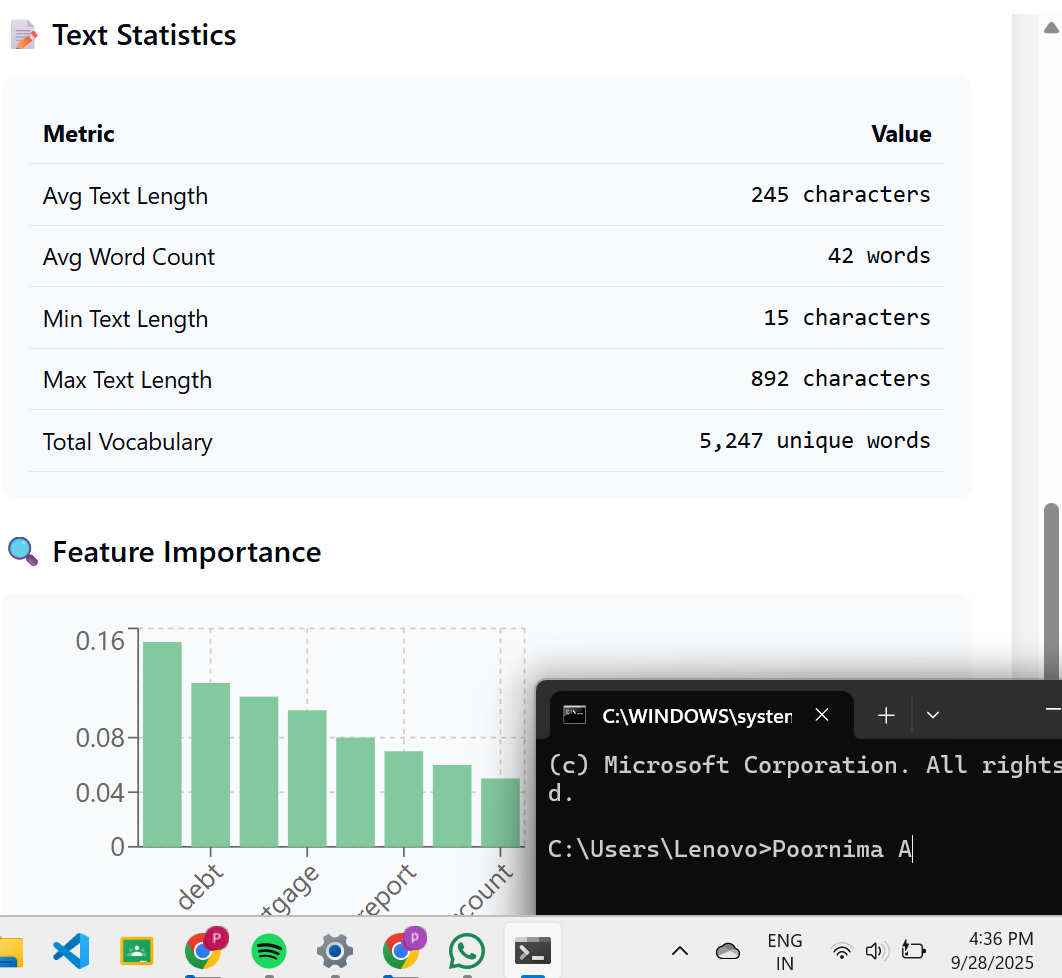 Text Statistics
Metric Value
Avg Text Length 245 characters
Avg Word Count 42 words
Min Text Length 15 characters
Max Text Length 892 characters
Total Vocabulary 5,247 unique words
Feature Importance
0.16
0.08
0.04
0
debt tgage report count
C:\WINDOWS\system
(c) Microsoft Corporation. All rights
d.
C:\Users\Lenovo>Poornima A
P P
ENG
IN
4:36 PM
9/28/2025